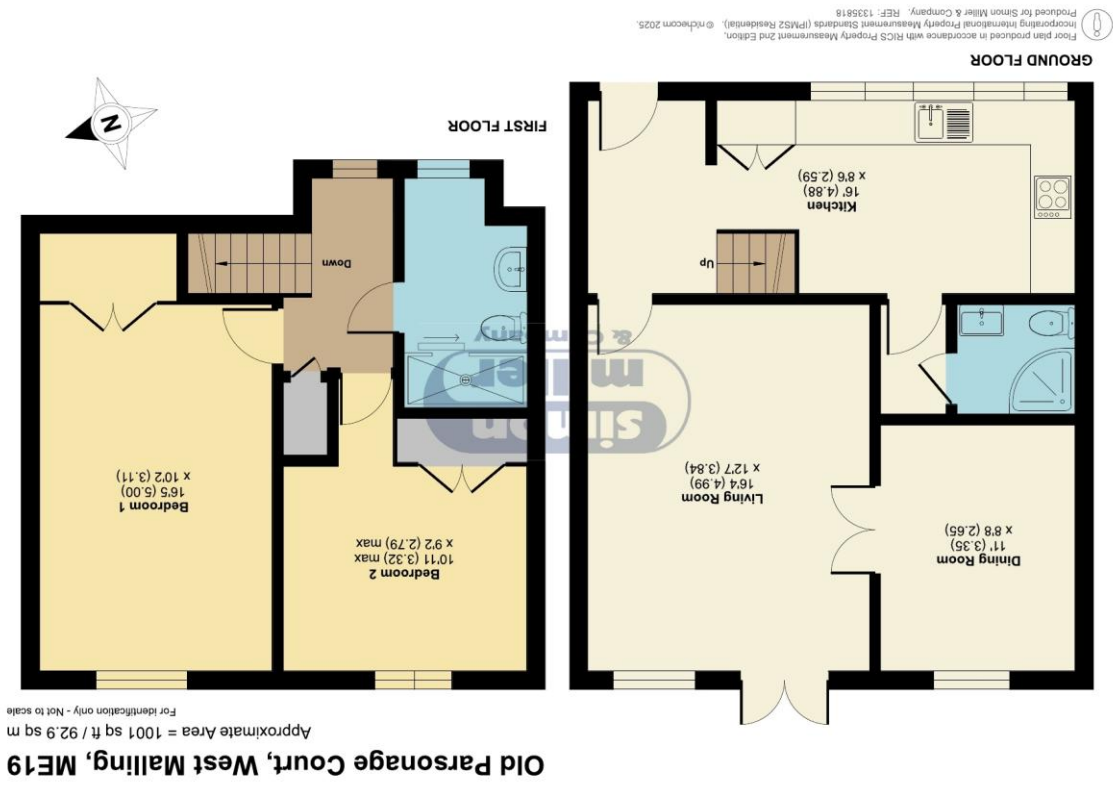 Old Parsonage Court, West Malling, ME19
Approximate Area = 1001 sq ft / 92.9 sq m
For identification only - Not to scale
Dining Room
11' (3.35)
x 8'8 (2.65)
Living Room
16'4 (4.99)
x 12'7 (3.84)
Kitchen
16' (4.88)
x 8'6 (2.59)
Up
GROUND FLOOR
Bedroom 2
10'11 (3.32) max
x 9'2 (2.79) max
Bedroom 1
16'5 (5.00)
x 10'2 (3.11)
Down
FIRST FLOOR
N
simon
miller
& Company
Floor plan produced in accordance with RICS Property Measurement 2nd Edition,
Incorporating International Property Measurement Standards (IPMS2 Residential). © nichecom 2025.
Produced for Simon Miller & Company. REF: 1335818